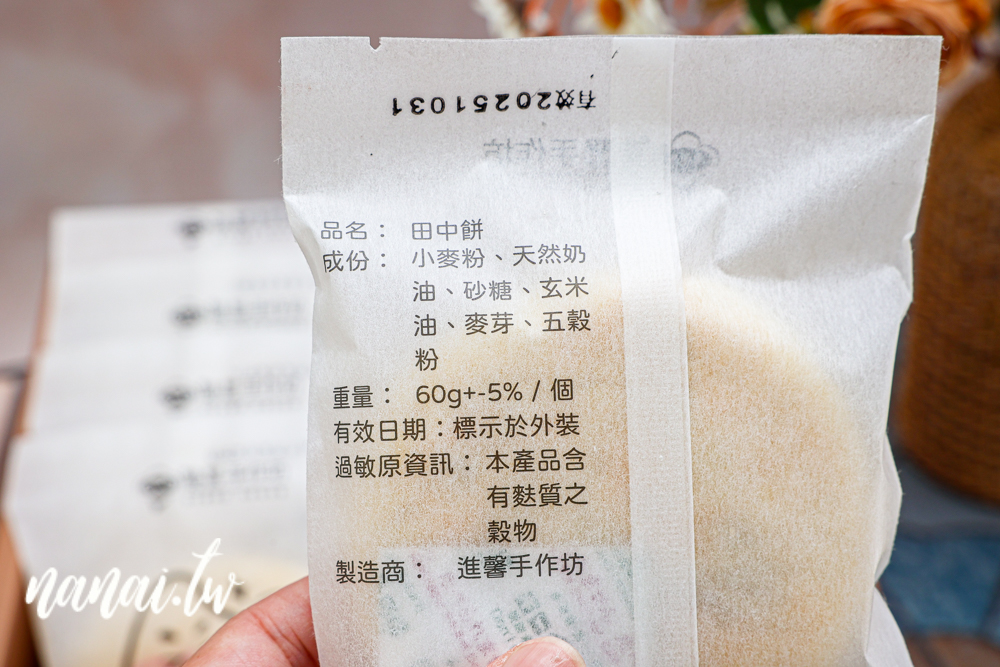 有效20251031
手作坊
品名： 田中餅
成份： 小麥粉、天然奶
油、砂糖、玄米
油、麥芽、五穀
粉
重量： 60g+-5% / 個
有效日期：標示於外裝
過敏原資訊： 本產品含
有麩質之
穀物
製造商： 進馨手作坊
nanai.tw